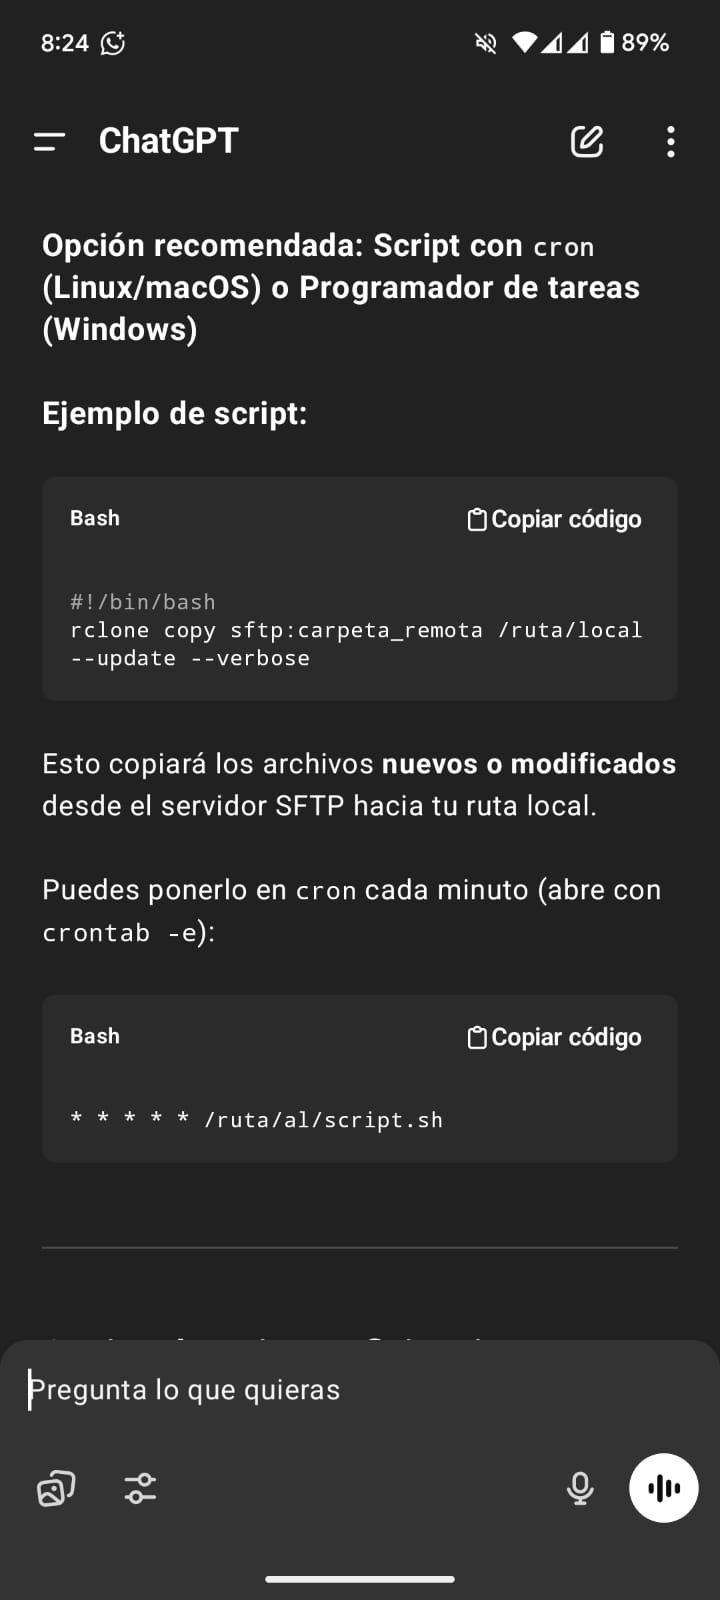 8:24
89%
ChatGPT
Opción recomendada: Script con cron
(Linux/macOS) o Programador de tareas
(Windows)
Ejemplo de script:
Bash
Copiar código
#!/bin/bash
rclone copy sftp:carpeta_remota /ruta/local
--update --verbose
Esto copiará los archivos nuevos o modificados
desde el servidor SFTP hacia tu ruta local.
Puedes ponerlo en cron cada minuto (abre con
crontab -e):
Bash
Copiar código
* * * * * /ruta/al/script.sh
Pregunta lo que quieras